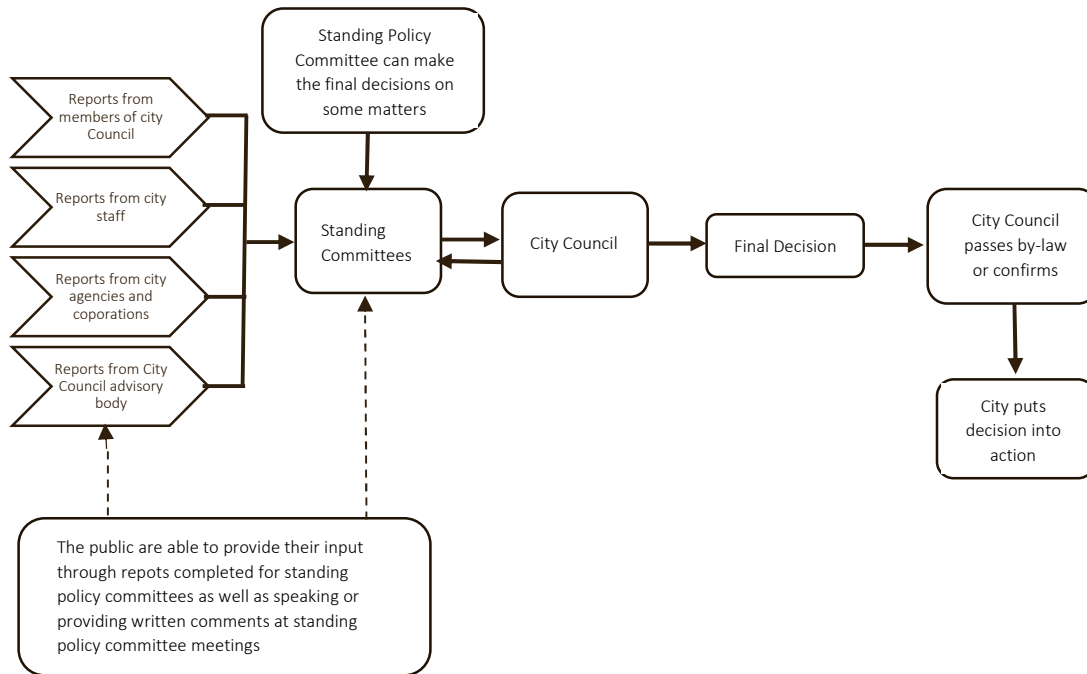 Standing Policy
Committee can make
the final decisions on
some matters
Reports from
members of city
Council
Reports from city
staff
Reports from city
agencies and
coporations
Reports from City
Council advisory
body
Standing
Committees
City Council
Final Decision
City Council
passes by-law
or confirms
City puts
decision into
action
The public are able to provide their input
through repots completed for standing
policy committees as well as speaking or
providing written comments at standing
policy committee meetings